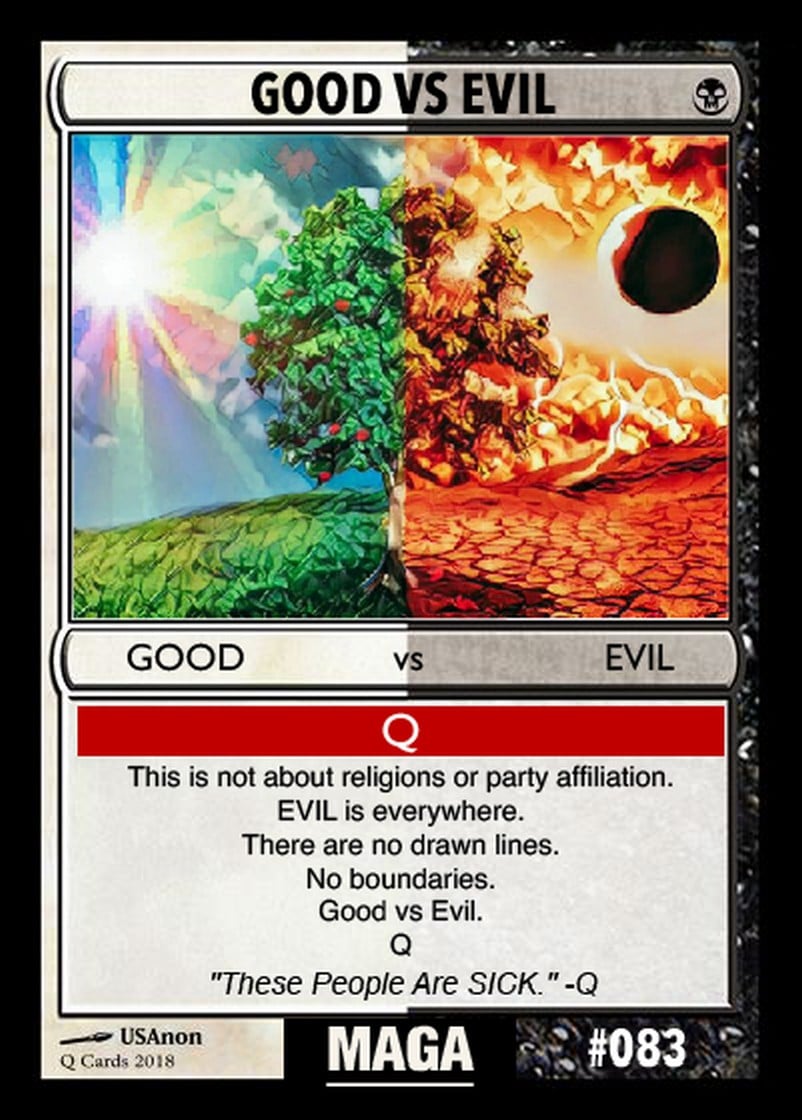 GOOD VS EVIL
GOOD vs EVIL
Q
This is not about religions or party affiliation.
EVIL is everywhere.
There are no drawn lines.
No boundaries.
Good vs Evil.
Q
"These People Are SICK." -Q
USAnon
Q Cards 2018
MAGA
#083